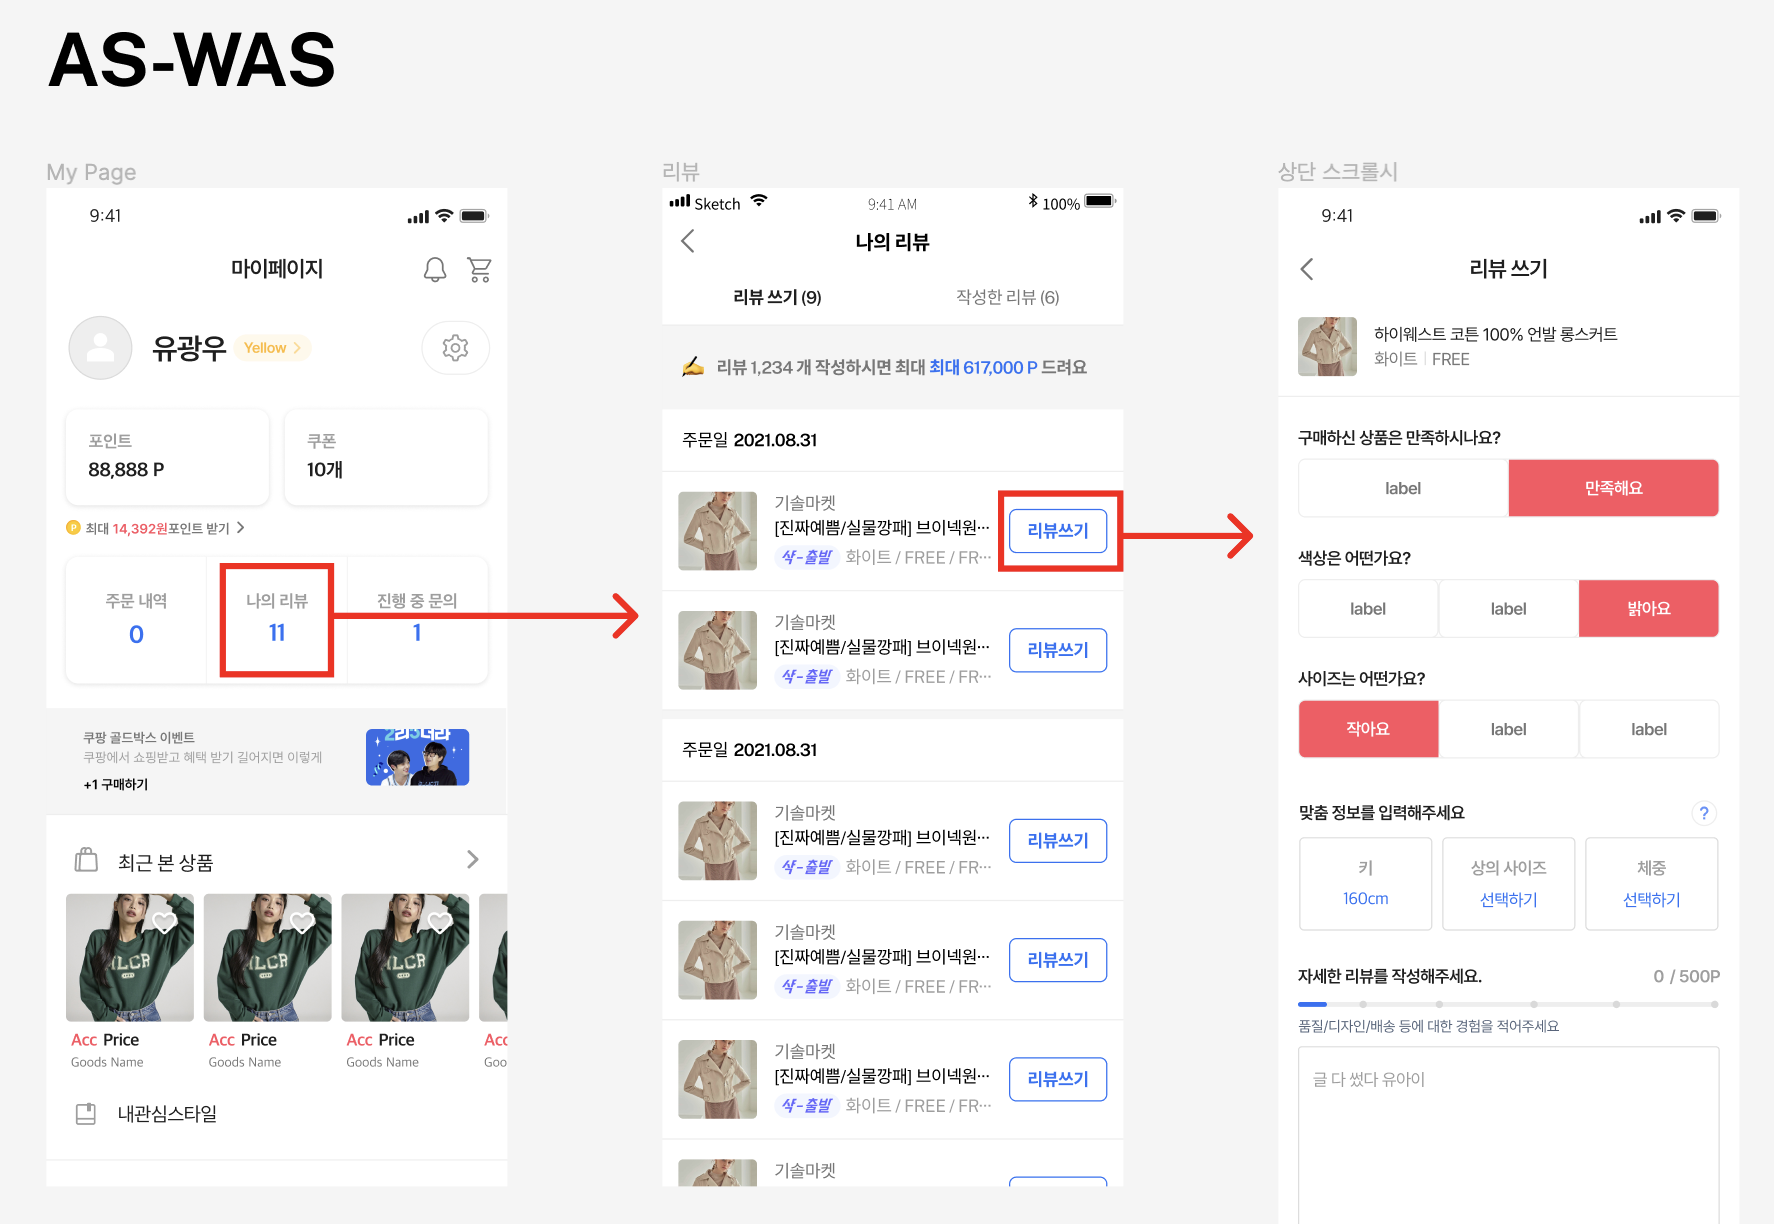 AS-WAS
My Page
9:41
마이페이지
유광우 Yellow
포인트
88,888 P
쿠폰
10개
P 최대 14,392원포인트 받기
주문 내역
0
나의 리뷰
11
진행 중 문의
1
쿠팡 골드박스 이벤트
쿠팡에서 쇼핑받고 혜택 받기 길어지면 이렇게
+1 구매하기
최근 본 상품
Acc Price
Goods Name
Acc Price
Goods Name
Acc Price
Goods Name
Acc
Goo
내관심스타일
리뷰
Sketch 9:41 AM 100%
나의 리뷰
리뷰 쓰기 (9) 작성한 리뷰 (6)
리뷰 1,234 개 작성하시면 최대 최대 617,000 P 드려요
주문일 2021.08.31
기솔마켓
[진짜예쁨/실물깡패] 브이넥원…
샥-출발 화이트 / FREE / FR…
리뷰쓰기
기솔마켓
[진짜예쁨/실물깡패] 브이넥원…
샥-출발 화이트 / FREE / FR…
리뷰쓰기
주문일 2021.08.31
기솔마켓
[진짜예쁨/실물깡패] 브이넥원…
샥-출발 화이트 / FREE / FR…
리뷰쓰기
기솔마켓
[진짜예쁨/실물깡패] 브이넥원…
샥-출발 화이트 / FREE / FR…
리뷰쓰기
기솔마켓
[진짜예쁨/실물깡패] 브이넥원…
샥-출발 화이트 / FREE / FR…
리뷰쓰기
기솔마켓
상단 스크롤시
9:41
리뷰 쓰기
하이웨스트 코튼 100% 언발 롱스커트
화이트 | FREE
구매하신 상품은 만족하시나요?
label 만족해요
색상은 어떤가요?
label label 밝아요
사이즈는 어떤가요?
작아요 label label
맞춤 정보를 입력해주세요 ?
키
160cm
상의 사이즈
선택하기
체중
선택하기
자세한 리뷰를 작성해주세요. 0 / 500P
품질/디자인/배송 등에 대한 경험을 적어주세요
글 다 썼다 유아이